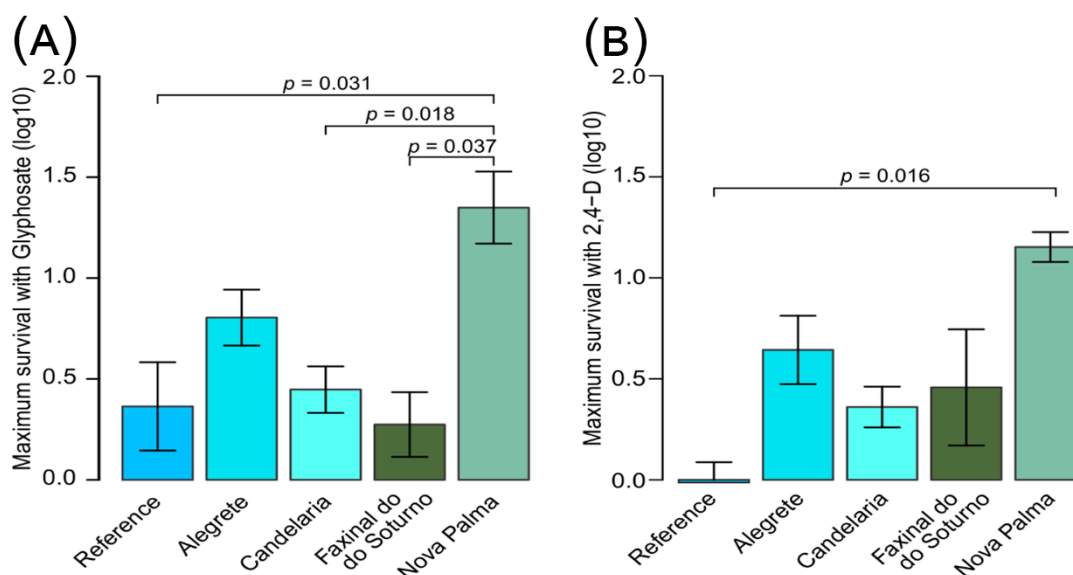 (A)
Maximum survival with Glyphosate (log10)
2.0
1.5
1.0
0.5
0.0
p = 0.031
p = 0.018
p = 0.037
Reference
Alegrete
Candelaria
Faxinal do
do Soturno
Nova Palma
(B)
Maximum survival with 2,4−D (log10)
2.0
1.5
1.0
0.5
0.0
p = 0.016
Reference
Alegrete
Candelaria
Faxinal do
do Soturno
Nova Palma